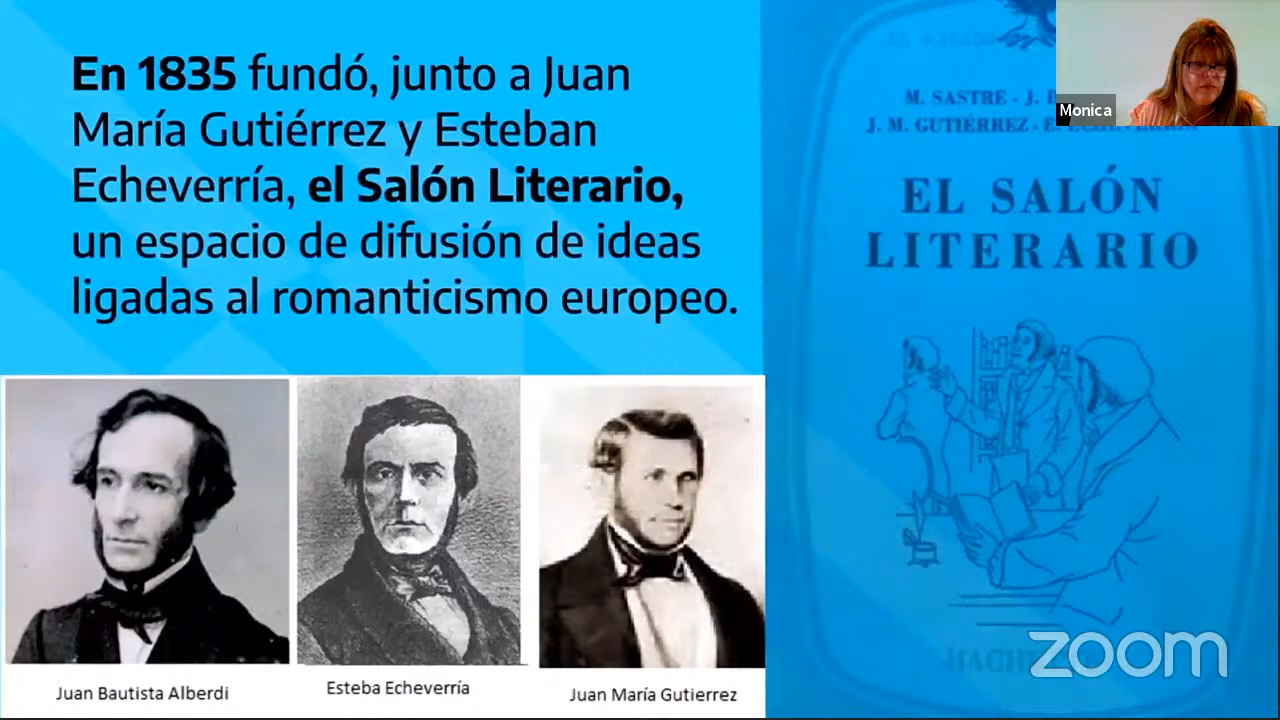 En 1835 fundó, junto a Juan
María Gutiérrez y Esteban
Echeverría, el Salón Literario,
un espacio de difusión de ideas
ligadas al romanticismo europeo.
M. SASTRE - J.
J. M. GUTIÉRREZ - E. ECHEVERRÍA
EL SALÓN
LITERARIO
Monica
Juan Bautista Alberdi
Esteba Echeverría
Juan María Gutierrez
zoom